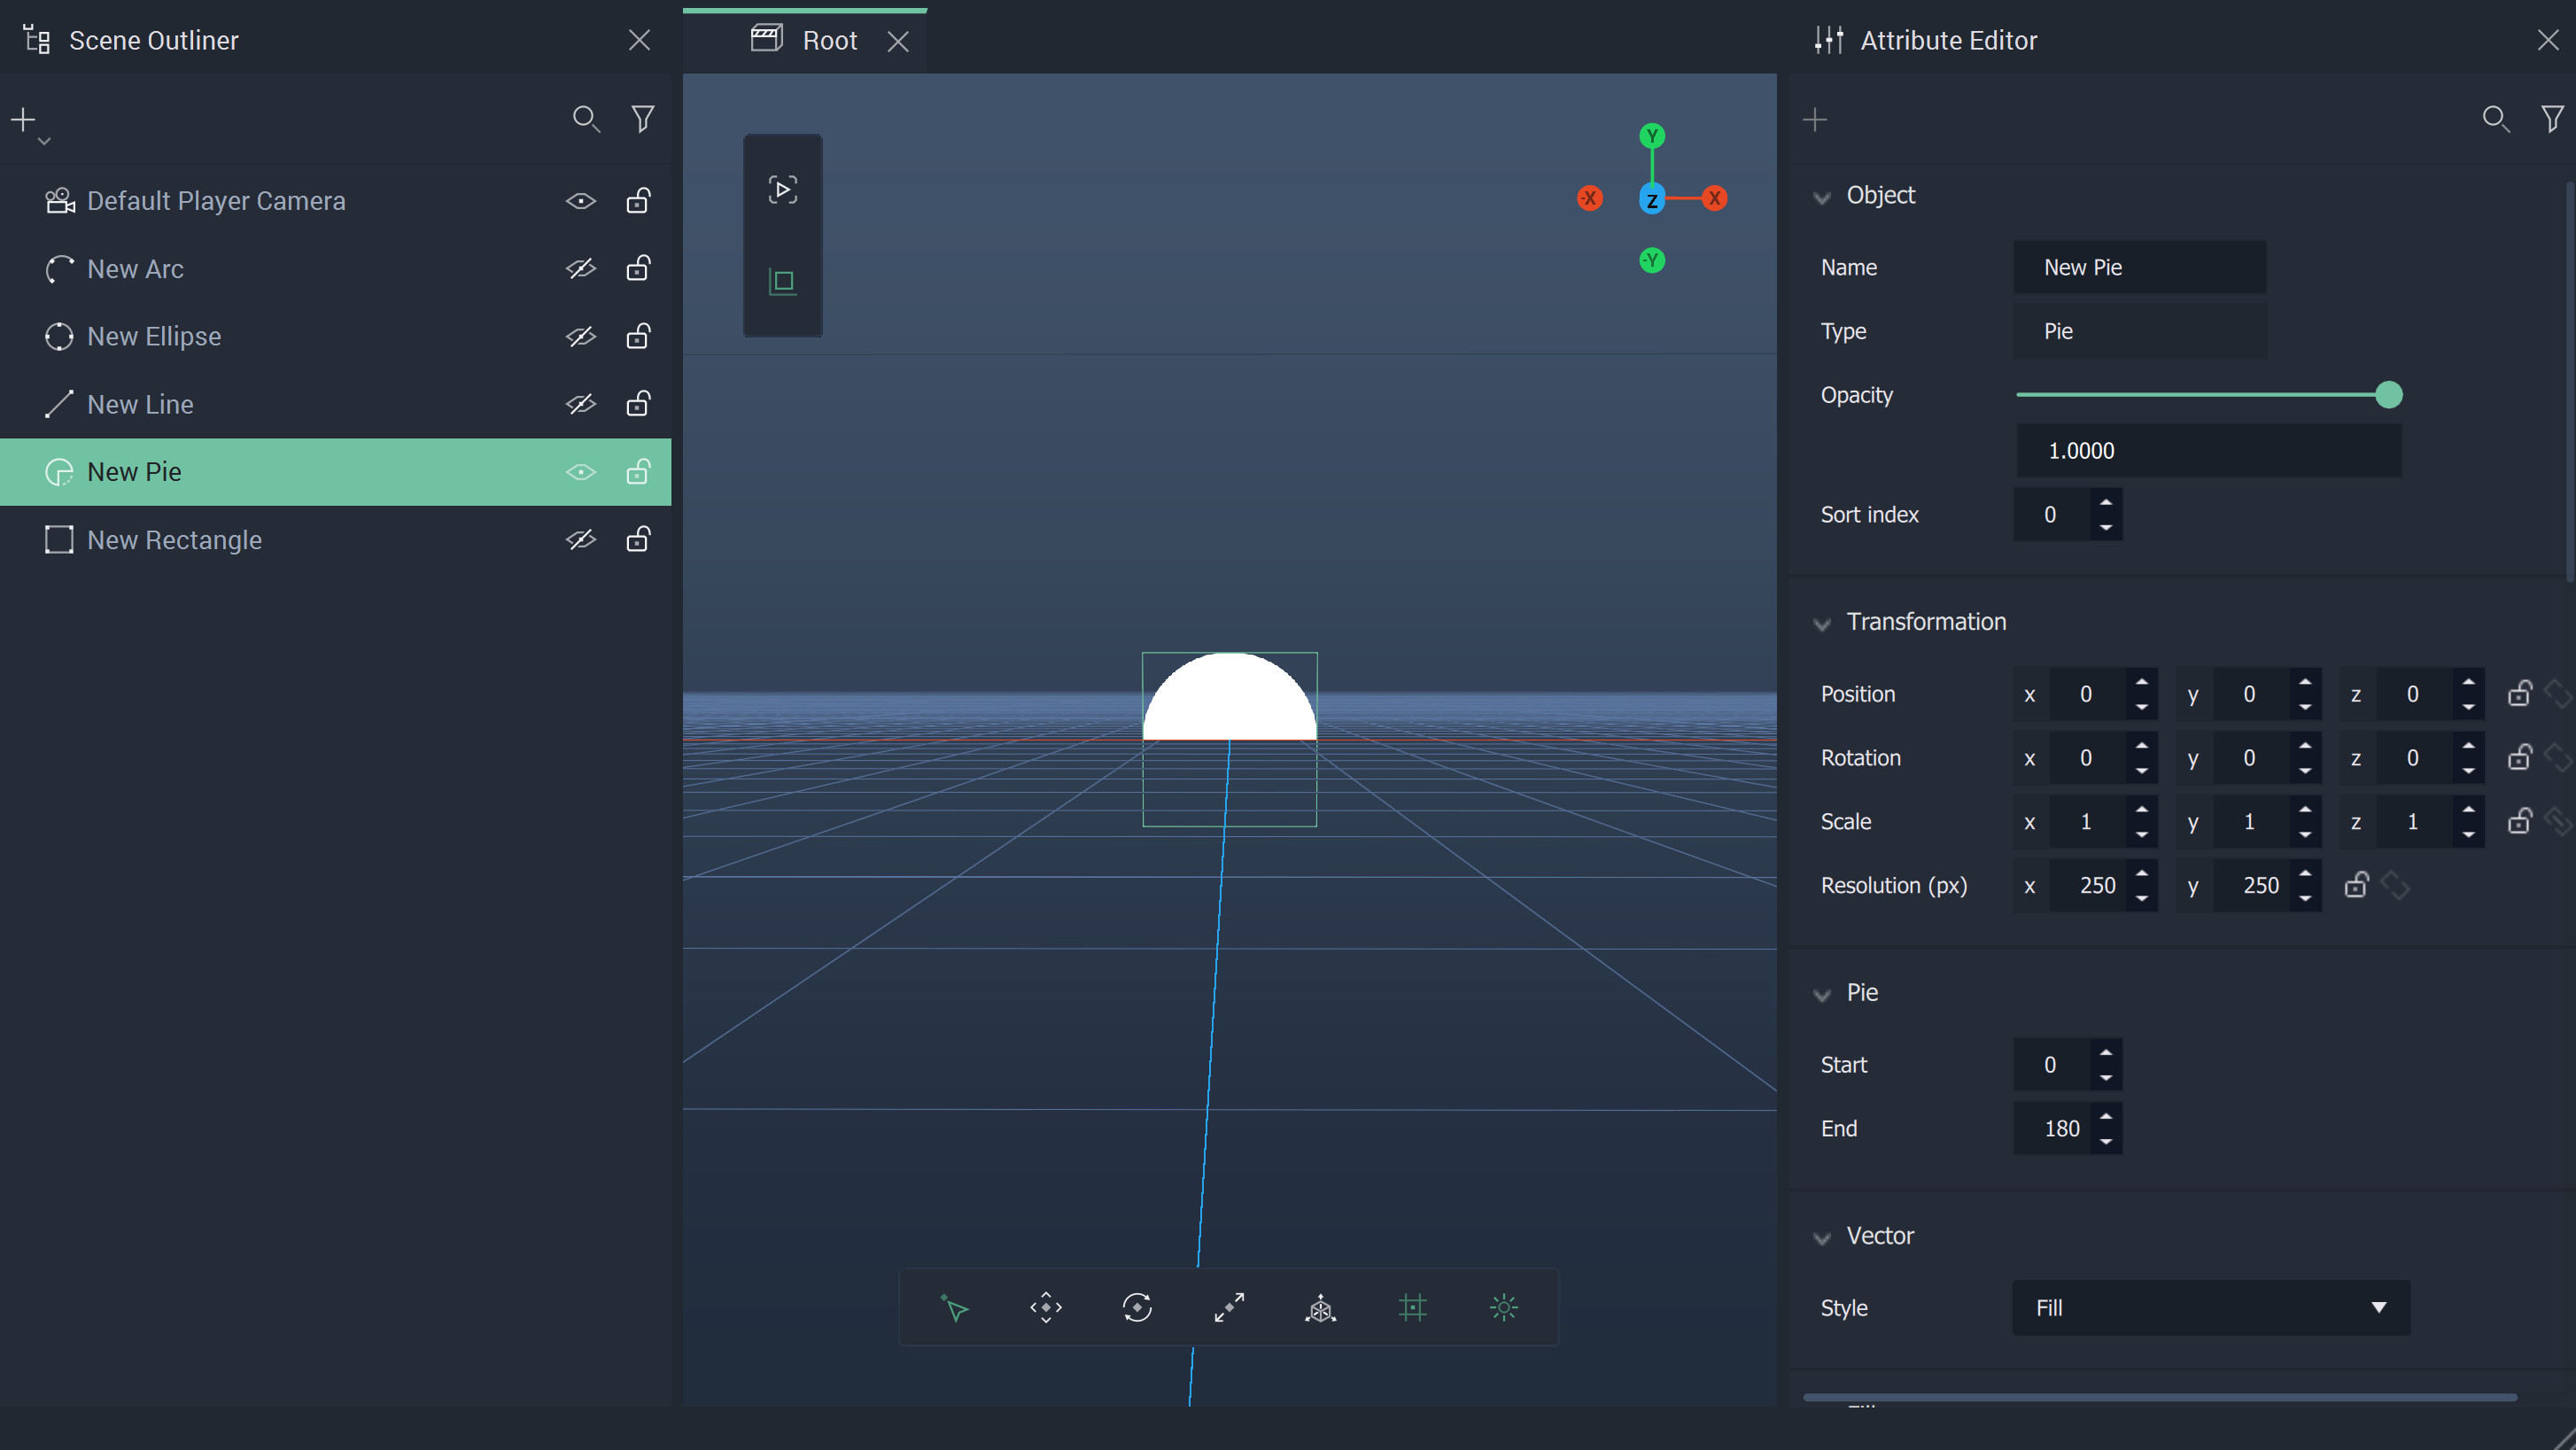 Scene Outliner
Default Player Camera
New Arc
New Ellipse
New Line
New Pie
New Rectangle
Root
Y
-X Z X
-Y
Attribute Editor
Object
Name New Pie
Type Pie
Opacity
1.0000
Sort index 0
Transformation
Position x 0 y 0 z 0
Rotation x 0 y 0 z 0
Scale x 1 y 1 z 1
Resolution (px) x 250 y 250
Pie
Start 0
End 180
Vector
Style Fill